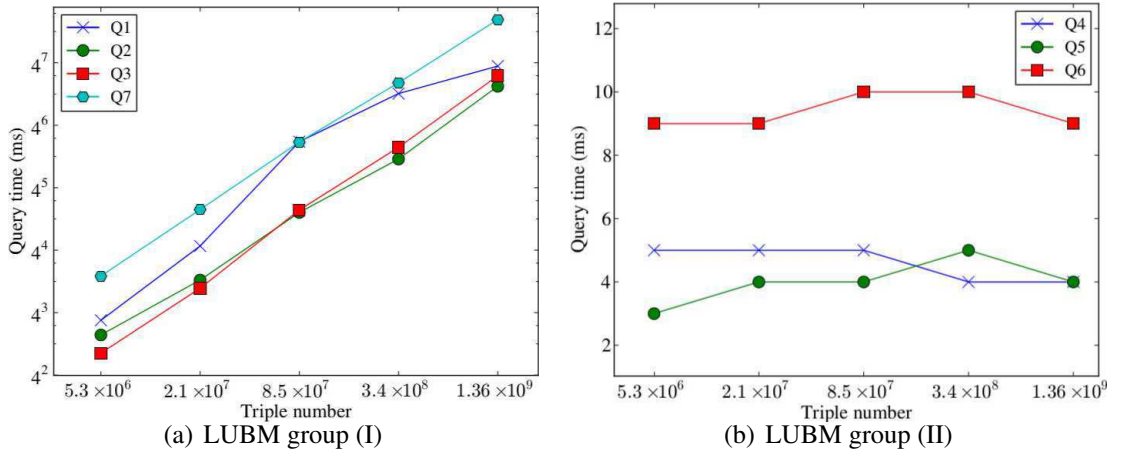 Q1
Q2
Q3
Q7
Query time (ms)
4^7
4^6
4^5
4^4
4^3
4^2
5.3 ×10^6
2.1 ×10^7
8.5 ×10^7
3.4 ×10^8
1.36 ×10^9
Triple number
(a) LUBM group (I)
Q4
Q5
Q6
Query time (ms)
12
10
8
6
4
2
5.3 ×10^6
2.1 ×10^7
8.5 ×10^7
3.4 ×10^8
1.36 ×10^9
Triple number
(b) LUBM group (II)